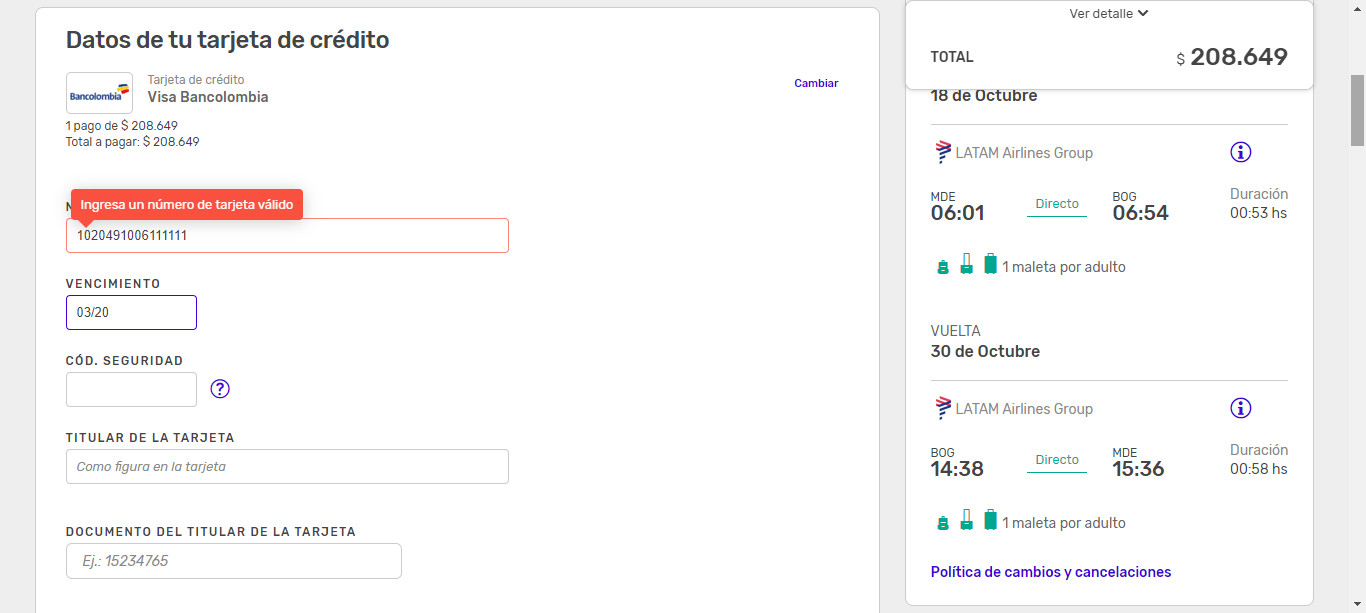 Datos de tu tarjeta de crédito
Bancolombia
Tarjeta de crédito
Visa Bancolombia
Cambiar
1 pago de $ 208.649
Total a pagar: $ 208.649
Ingresa un número de tarjeta válido
1020491006111111
VENCIMIENTO
03/20
CÓD. SEGURIDAD
?
TITULAR DE LA TARJETA
Como figura en la tarjeta
DOCUMENTO DEL TITULAR DE LA TARJETA
Ej.: 15234765
Ver detalle
TOTAL
$ 208.649
18 de Octubre
LATAM Airlines Group
MDE
06:01
Directo
BOG
06:54
Duración
00:53 hs
1 maleta por adulto
VUELTA
30 de Octubre
LATAM Airlines Group
BOG
14:38
Directo
MDE
15:36
Duración
00:58 hs
1 maleta por adulto
Política de cambios y cancelaciones